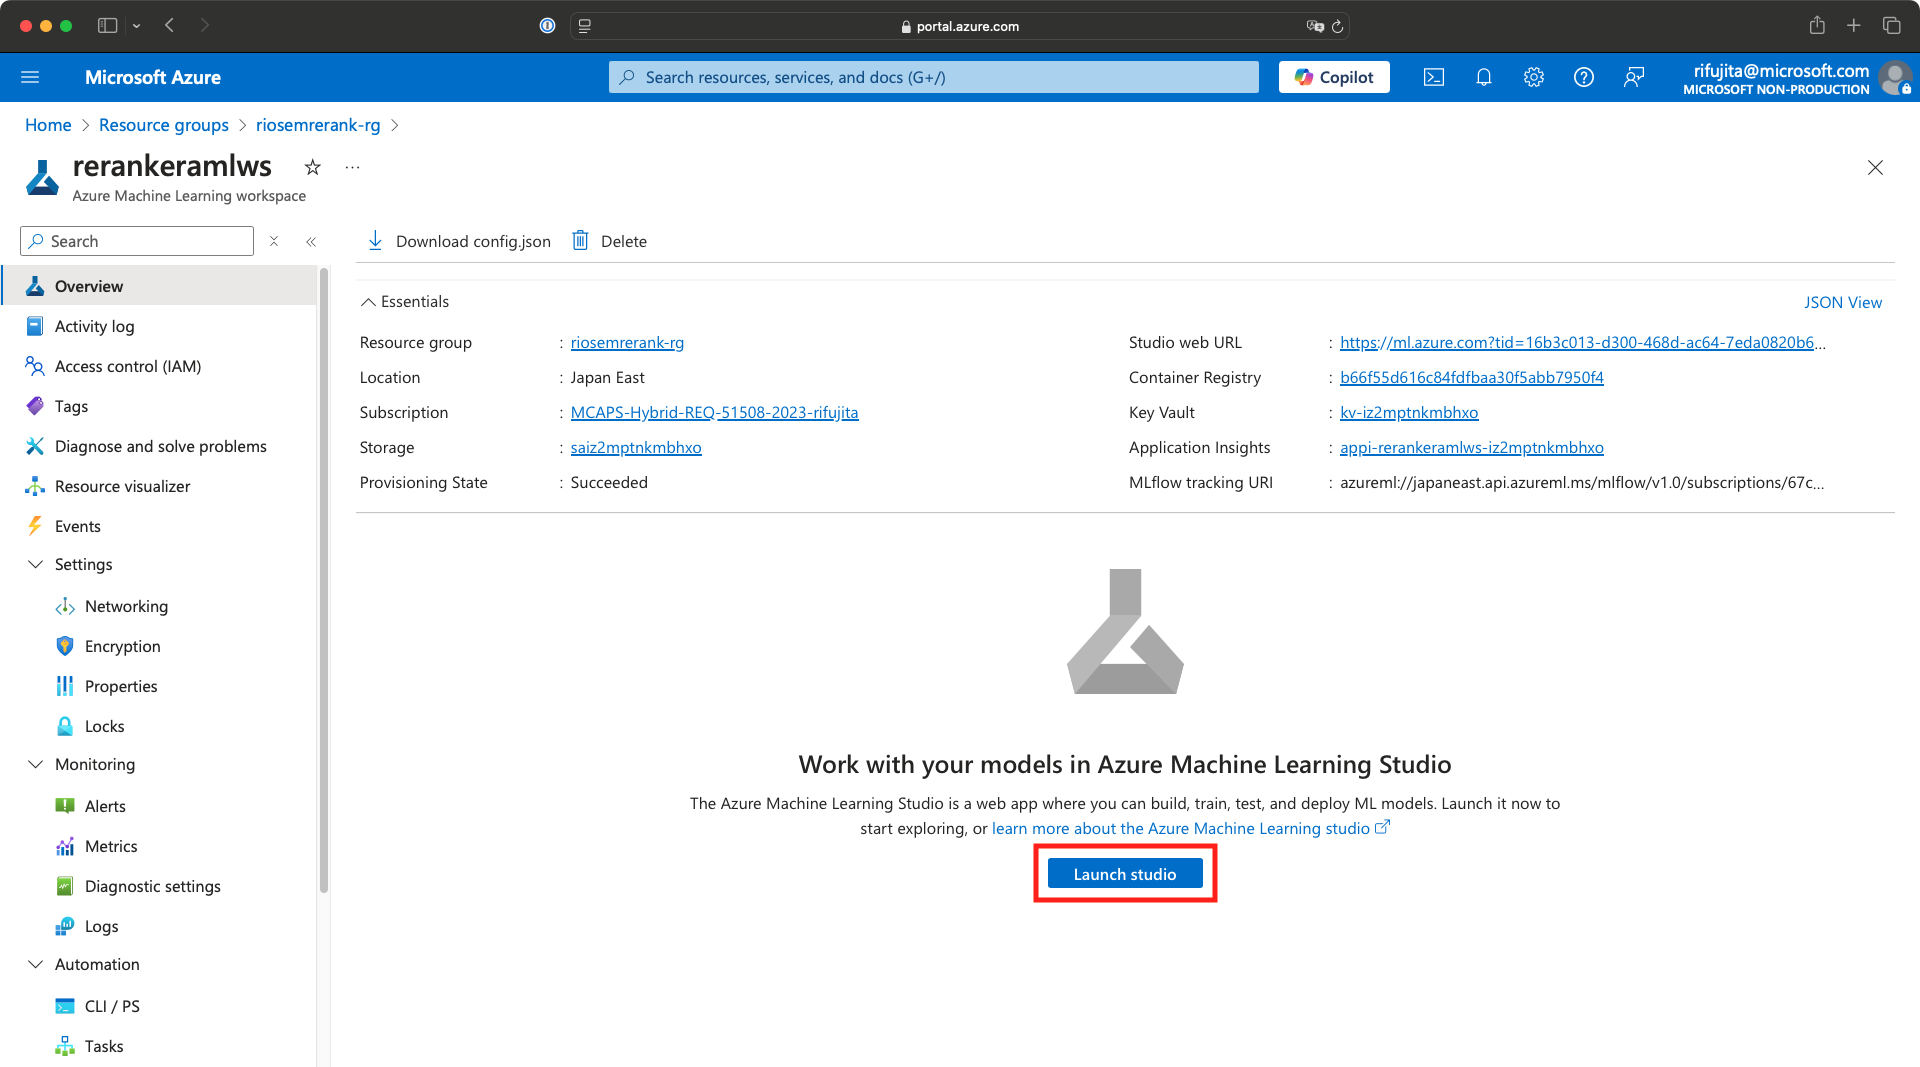 portal.azure.com
Microsoft Azure
Search resources, services, and docs (G+/)
Copilot
rifujita@microsoft.com
MICROSOFT NON-PRODUCTION
Home > Resource groups > riosemrerank-rg >
rerankeramlws
Azure Machine Learning workspace
Search
Download config.json
Delete
Overview
Activity log
Access control (IAM)
Tags
Diagnose and solve problems
Resource visualizer
Events
Settings
Networking
Encryption
Properties
Locks
Monitoring
Alerts
Metrics
Diagnostic settings
Logs
Automation
CLI / PS
Tasks
Essentials
JSON View
Resource group : riosemrerank-rg
Location : Japan East
Subscription : MCAPS-Hybrid-REQ-51508-2023-rifujita
Storage : saiz2mptnkmbhxo
Provisioning State : Succeeded
Studio web URL : https://ml.azure.com?tid=16b3c013-d300-468d-ac64-7eda0820b6...
Container Registry : b66f55d616c84fdfbaa30f5abb7950f4
Key Vault : kv-iz2mptnkmbhxo
Application Insights : appi-rerankeramlws-iz2mptnkmbhxo
MLflow tracking URI : azureml://japaneast.api.azureml.ms/mlflow/v1.0/subscriptions/67c...
Work with your models in Azure Machine Learning Studio
The Azure Machine Learning Studio is a web app where you can build, train, test, and deploy ML models. Launch it now to
start exploring, or learn more about the Azure Machine Learning studio
Launch studio